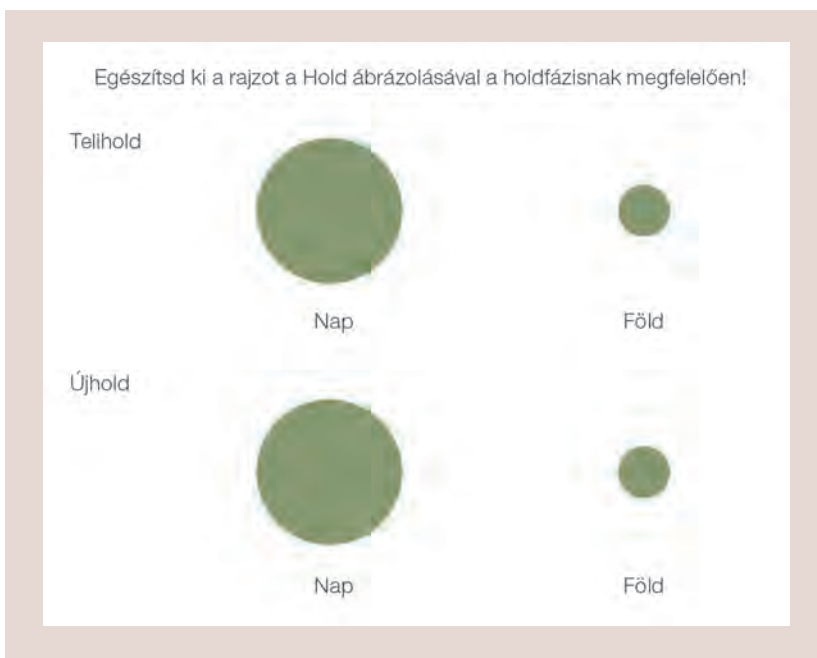 Egészítsd ki a rajzot a Hold ábrázolásával a holdfázisnak megfelelően!
Telihold
Nap Föld
Újhold
Nap Föld